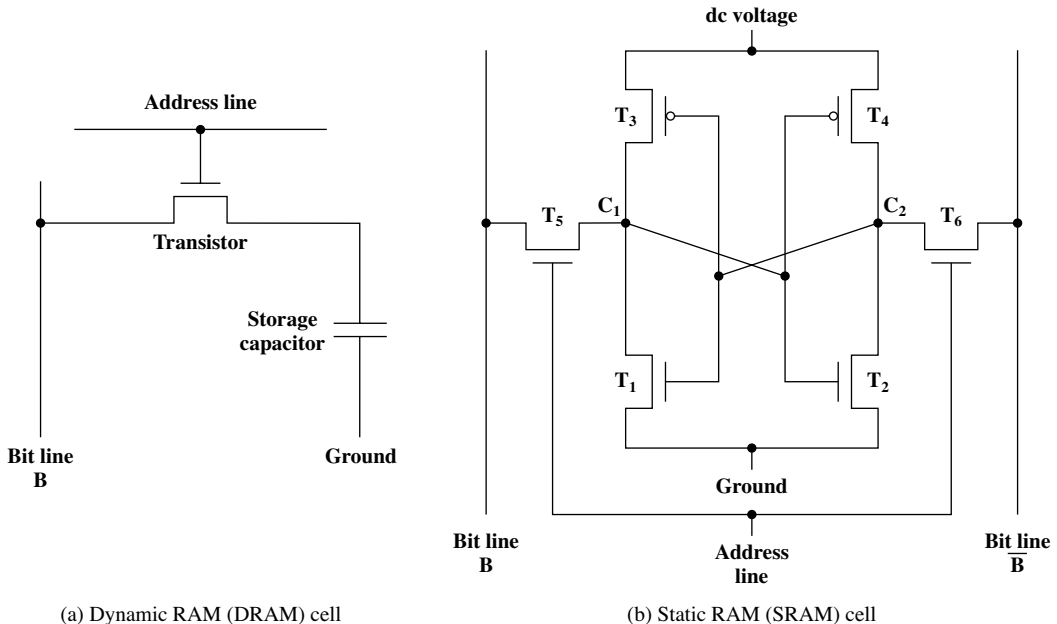 Address line
Transistor
Storage
capacitor
Bit line
B
Ground
(a) Dynamic RAM (DRAM) cell
dc voltage
T3
T4
T5
C1
C2
T6
T1
T2
Ground
Bit line
B
Address
line
Bit line
B̅
(b) Static RAM (SRAM) cell